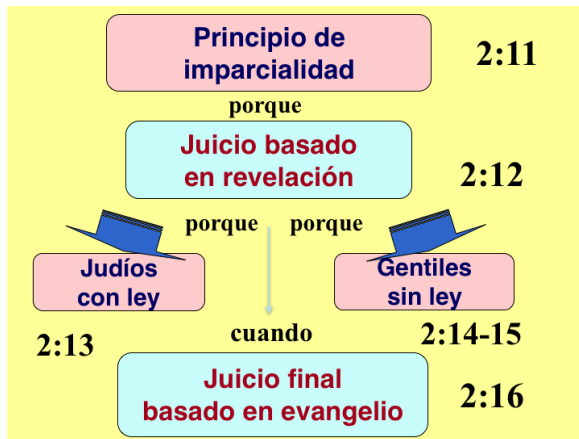 Principio de
imparcialidad
2:11
porque
Juicio basado
en revelación
2:12
porque porque
Judíos
con ley
Gentiles
sin ley
2:13
cuando
2:14-15
Juicio final
basado en evangelio
2:16